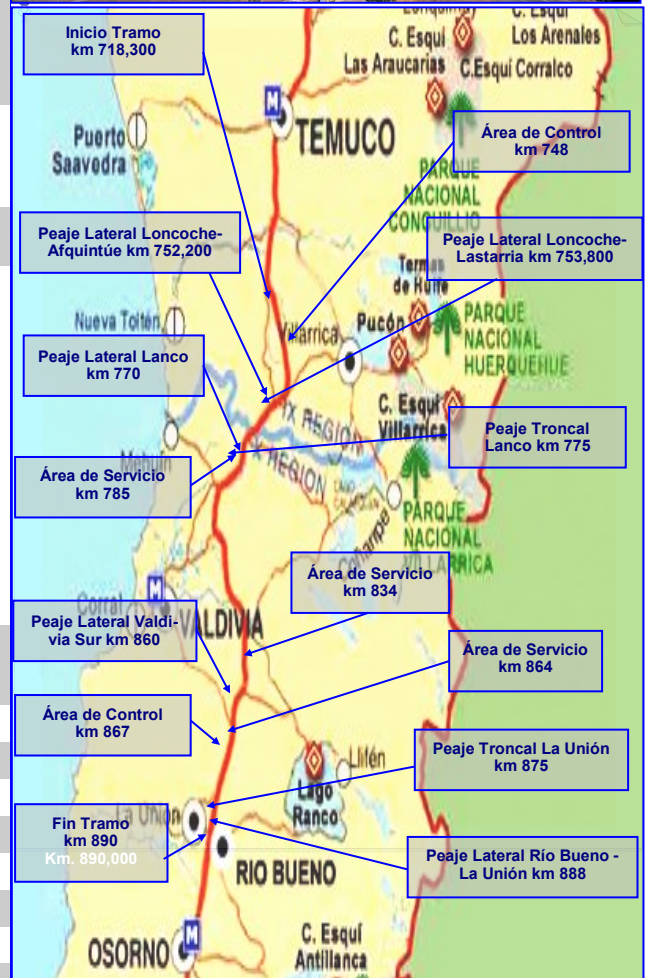 Lonquimay
C. Esquí
Los Arenales
C. Esqui
Las Araucarias
C.Esquí Corralco
Inicio Tramo
km 718,300
M
TEMUCO
Puerto
Saavedra
Área de Control
km 748
PARQUE
NACIONAL
CONGUILLIO
Peaje Lateral Loncoche-
Afquintúe km 752,200
Peaje Lateral Loncoche-
Lastarria km 753,800
Termas
de Huife
Nueva Toltén
Villarrica
Pucón
PARQUE
NACIONAL
HUERQUEHUE
Peaje Lateral Lanco
km 770
C. Esquí
Villarrica
IX REGION
X REGION
Peaje Troncal
Lanco km 775
Mehuín
Área de Servicio
km 785
LAGO
CALAFQUEN
Coñaripe
PARQUE
NACIONAL
VILLARRICA
Área de Servicio
km 834
M
Corral
VALDIVIA
Peaje Lateral Valdi-
via Sur km 860
Área de Servicio
km 864
Área de Control
km 867
Peaje Troncal La Unión
km 875
Llifén
Lago
Ranco
La Unión
Fin Tramo
km 890
Km. 890,000
RIO BUENO
Peaje Lateral Río Bueno -
La Unión km 888
M
OSORNO
C. Esquí
Antillanca